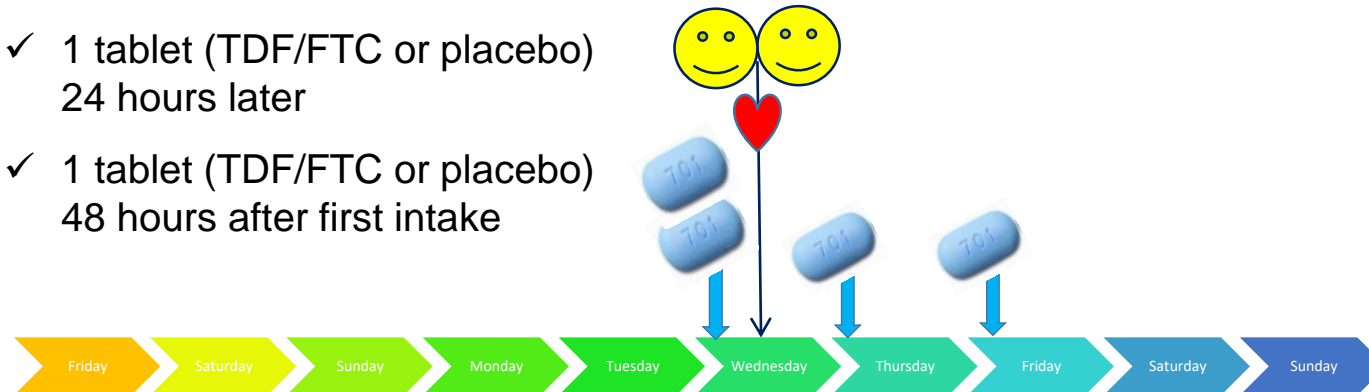 ✓ 1 tablet (TDF/FTC or placebo)
24 hours later
✓ 1 tablet (TDF/FTC or placebo)
48 hours after first intake
701
701
701
701
Friday
Saturday
Sunday
Monday
Tuesday
Wednesday
Thursday
Friday
Saturday
Sunday